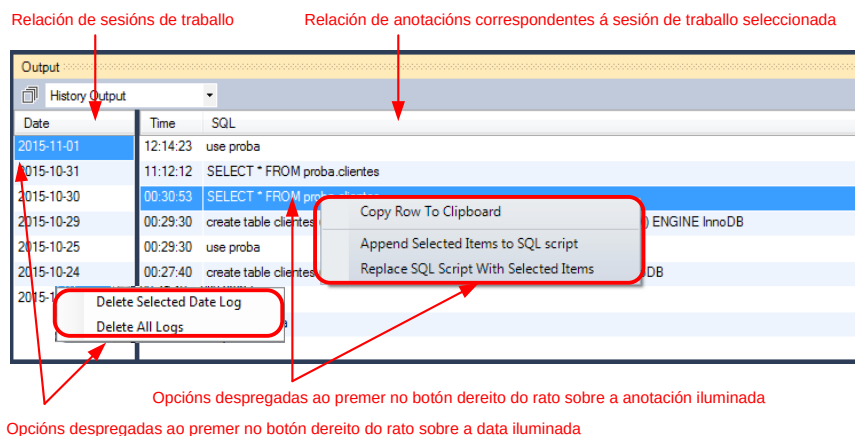 Relación de sesións de traballo
Relación de anotacións correspondentes á sesión de traballo seleccionada
Output
History Output
Date Time SQL
2015-11-01 12:14:23 use proba
2015-10-31 11:12:12 SELECT * FROM proba.clientes
2015-10-30 00:30:53 SELECT * FROM proba.clientes
Copy Row To Clipboard
2015-10-29 00:29:30 create table clientes ) ENGINE InnoDB
2015-10-25 00:29:30 use proba
Append Selected Items to SQL script
2015-10-24 00:27:40 create table clientes DB
Replace SQL Script With Selected Items
2015-1
Delete Selected Date Log
Delete All Logs
Opcións despregadas ao premer no botón dereito do rato sobre a anotación iluminada
Opcións despregadas ao premer no botón dereito do rato sobre a data iluminada